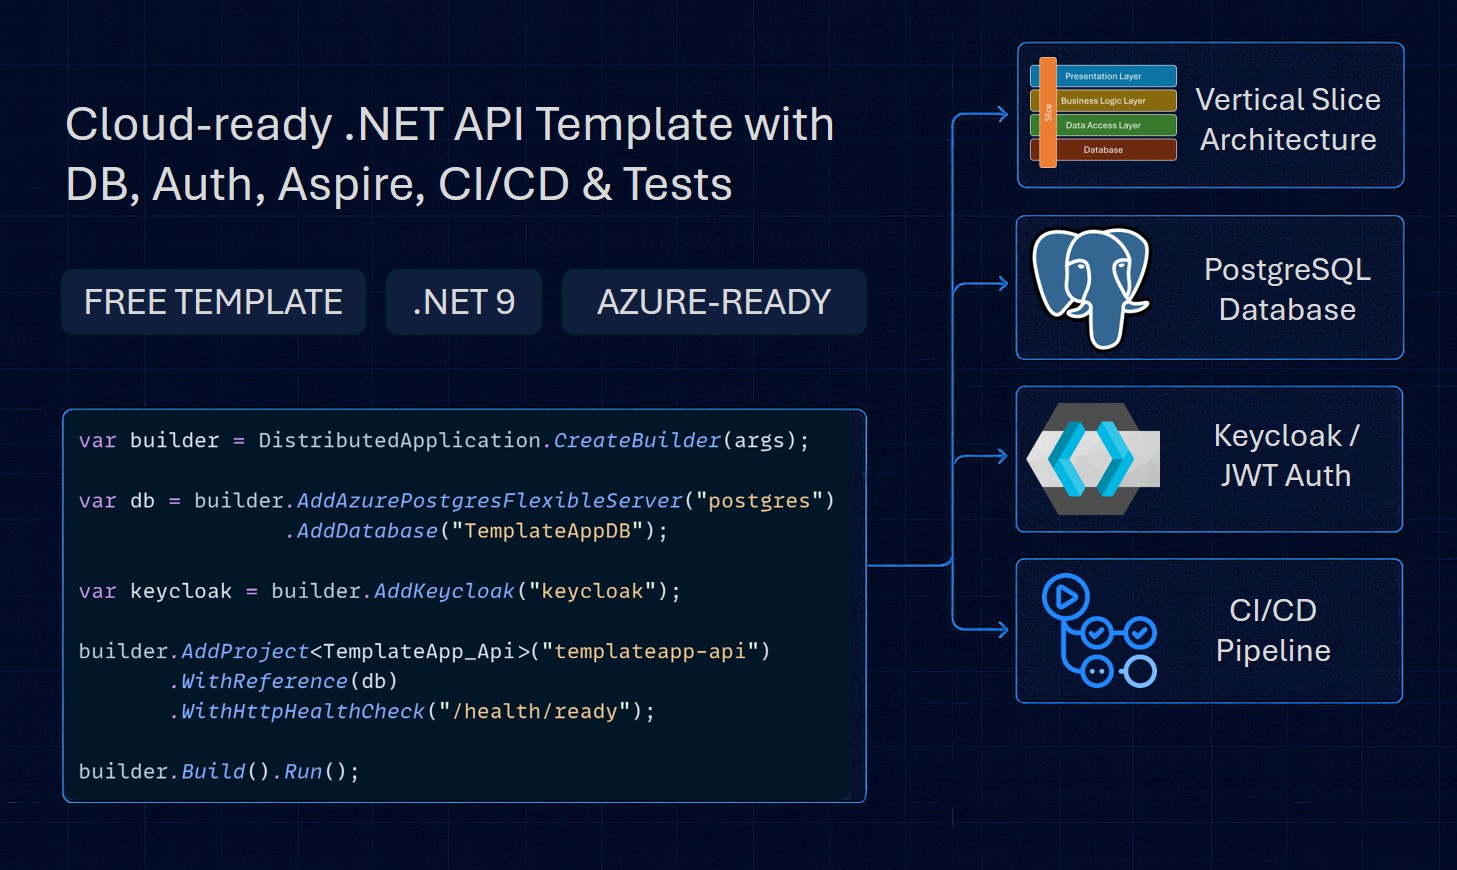 Cloud-ready .NET API Template with
DB, Auth, Aspire, CI/CD & Tests
FREE TEMPLATE
.NET 9
AZURE-READY
var builder = DistributedApplication.CreateBuilder(args);
var db = builder.AddAzurePostgresFlexibleServer("postgres")
.AddDatabase("TemplateAppDB");
var keycloak = builder.AddKeycloak("keycloak");
builder.AddProject<TemplateApp_Api>("templateapp-api")
.WithReference(db)
.WithHttpHealthCheck("/health/ready");
builder.Build().Run();
Slice
Presentation Layer
Business Logic Layer
Data Access Layer
Database
Vertical Slice
Architecture
PostgreSQL
Database
Keycloak /
JWT Auth
CI/CD
Pipeline